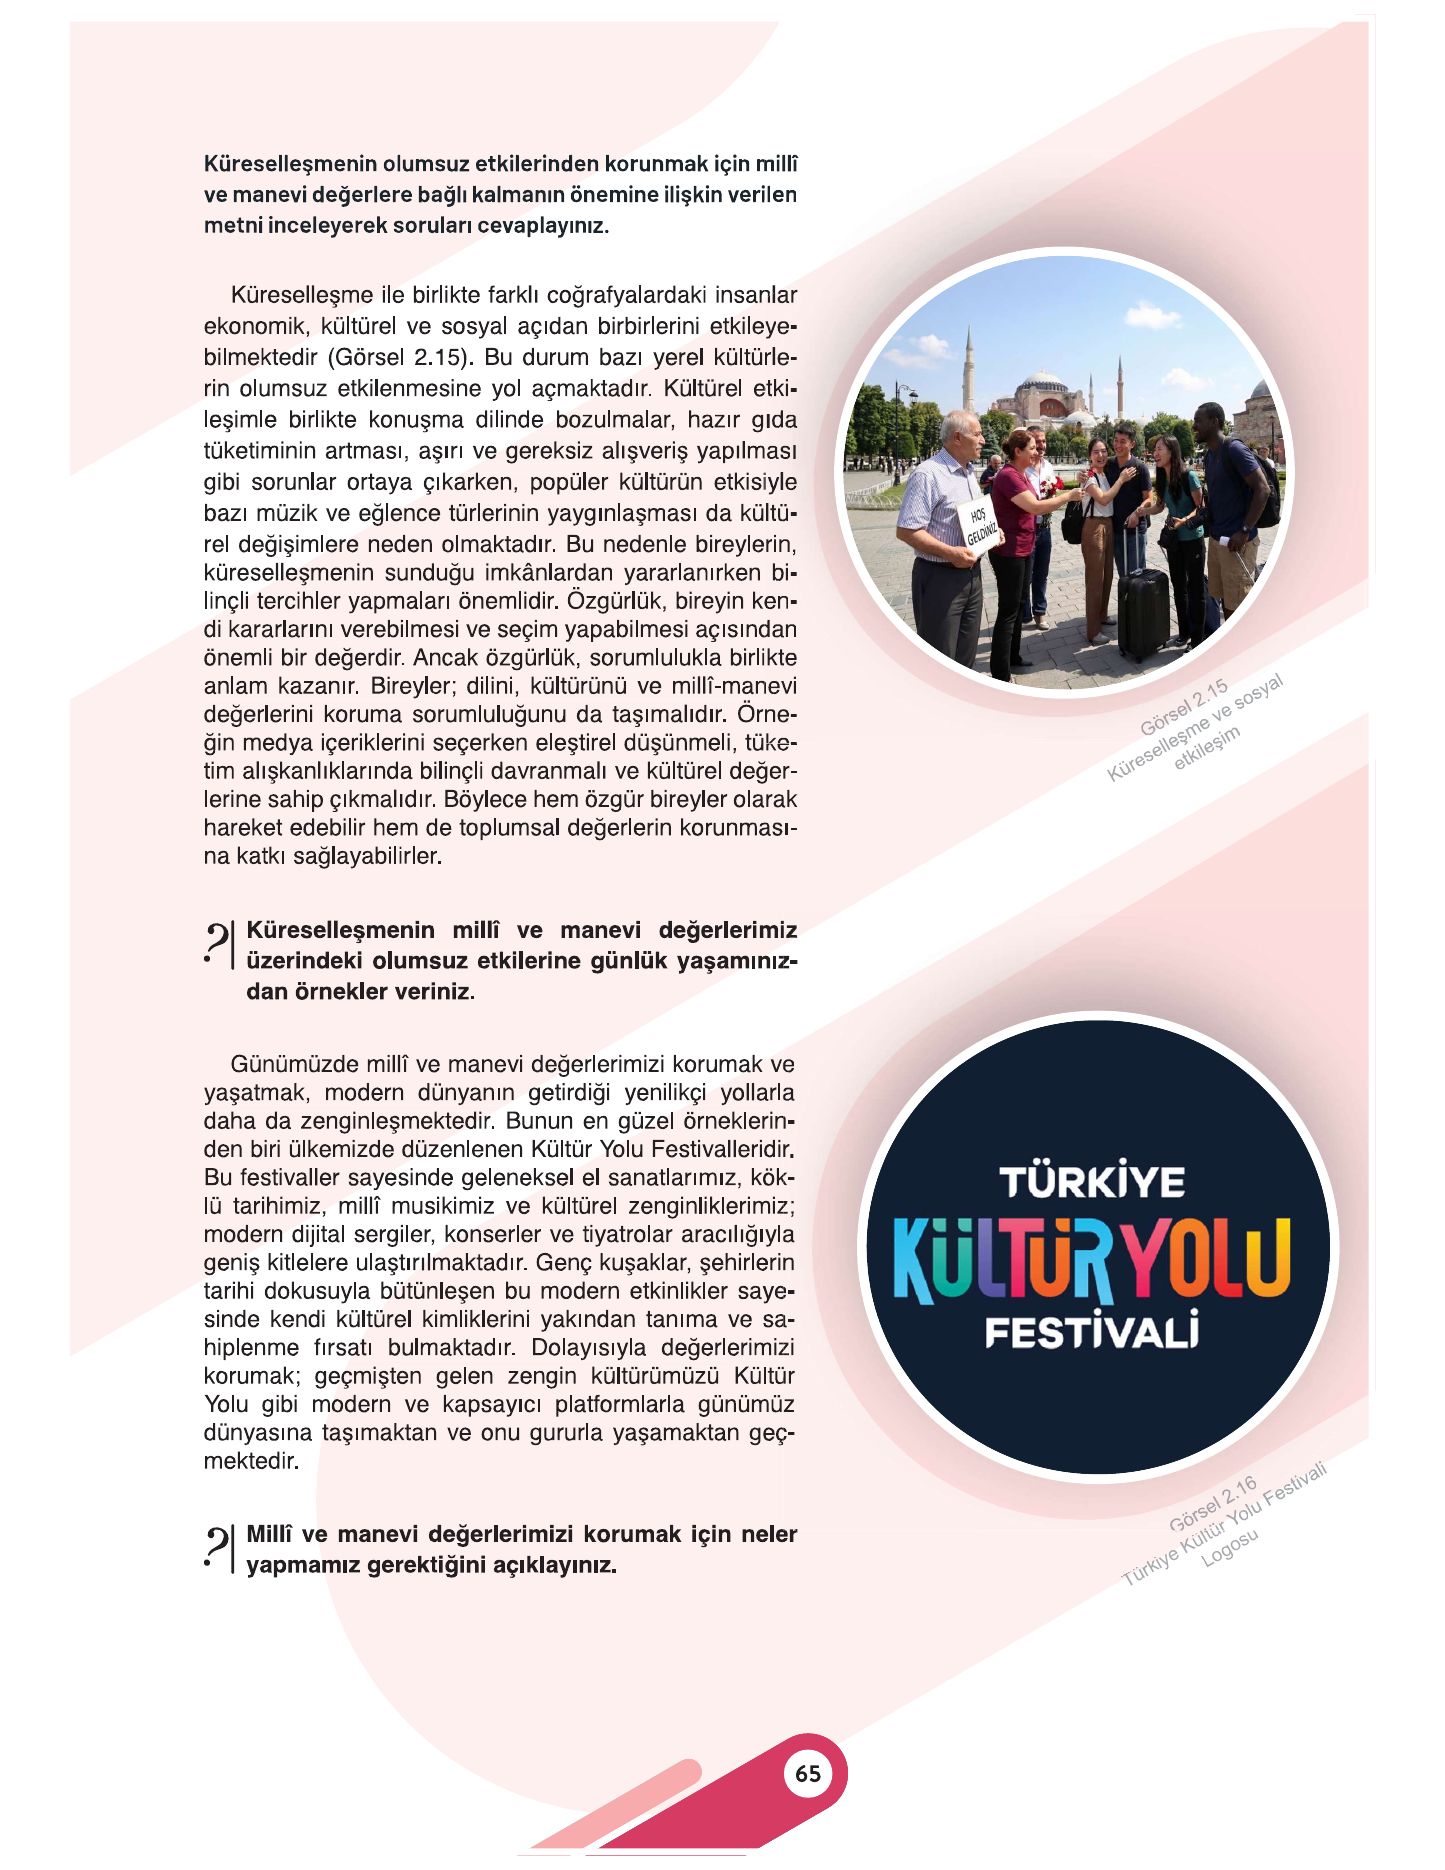 Küreselleşmenin olumsuz etkilerinden korunmak için millî
ve manevi değerlere bağlı kalmanın önemine ilişkin verilen
metni inceleyerek soruları cevaplayınız.
Küreselleşme ile birlikte farklı coğrafyalardaki insanlar
ekonomik, kültürel ve sosyal açıdan birbirlerini etkileye-
bilmektedir (Görsel 2.15). Bu durum bazı yerel kültürle-
rin olumsuz etkilenmesine yol açmaktadır. Kültürel etki-
leşimle birlikte konuşma dilinde bozulmalar, hazır gıda
tüketiminin artması, aşırı ve gereksiz alışveriş yapılması
gibi sorunlar ortaya çıkarken, popüler kültürün etkisiyle
bazı müzik ve eğlence türlerinin yaygınlaşması da kültü-
rel değişimlere neden olmaktadır. Bu nedenle bireylerin,
küreselleşmenin sunduğu imkânlardan yararlanırken bi-
linçli tercihler yapmaları önemlidir. Özgürlük, bireyin ken-
di kararlarını verebilmesi ve seçim yapabilmesi açısından
önemli bir değerdir. Ancak özgürlük, sorumlulukla birlikte
anlam kazanır. Bireyler; dilini, kültürünü ve millî-manevi
değerlerini koruma sorumluluğunu da taşımalıdır. Örne-
ğin medya içeriklerini seçerken eleştirel düşünmeli, tüke-
tim alışkanlıklarında bilinçli davranmalı ve kültürel değer-
lerine sahip çıkmalıdır. Böylece hem özgür bireyler olarak
hareket edebilir hem de toplumsal değerlerin korunması-
na katkı sağlayabilirler.
HOŞ
GELDİNİZ
Görsel 2.15
Küreselleşme ve sosyal
etkileşim
?| Küreselleşmenin millî ve manevi değerlerimiz
üzerindeki olumsuz etkilerine günlük yaşamınız-
dan örnekler veriniz.
Günümüzde millî ve manevi değerlerimizi korumak ve
yaşatmak, modern dünyanın getirdiği yenilikçi yollarla
daha da zenginleşmektedir. Bunun en güzel örneklerin-
den biri ülkemizde düzenlenen Kültür Yolu Festivalleridir.
Bu festivaller sayesinde geleneksel el sanatlarımız, kök-
lü tarihimiz, millî musikimiz ve kültürel zenginliklerimiz;
modern dijital sergiler, konserler ve tiyatrolar aracılığıyla
geniş kitlelere ulaştırılmaktadır. Genç kuşaklar, şehirlerin
tarihi dokusuyla bütünleşen bu modern etkinlikler saye-
sinde kendi kültürel kimliklerini yakından tanıma ve sa-
hiplenme fırsatı bulmaktadır. Dolayısıyla değerlerimizi
korumak; geçmişten gelen zengin kültürümüzü Kültür
Yolu gibi modern ve kapsayıcı platformlarla günümüz
dünyasına taşımaktan ve onu gururla yaşamaktan geç-
mektedir.
TÜRKİYE
KÜLTÜR YOLU
FESTİVALİ
Görsel 2.16
Türkiye Kültür Yolu Festivali
Logosu
?| Millî ve manevi değerlerimizi korumak için neler
yapmamız gerektiğini açıklayınız.
65